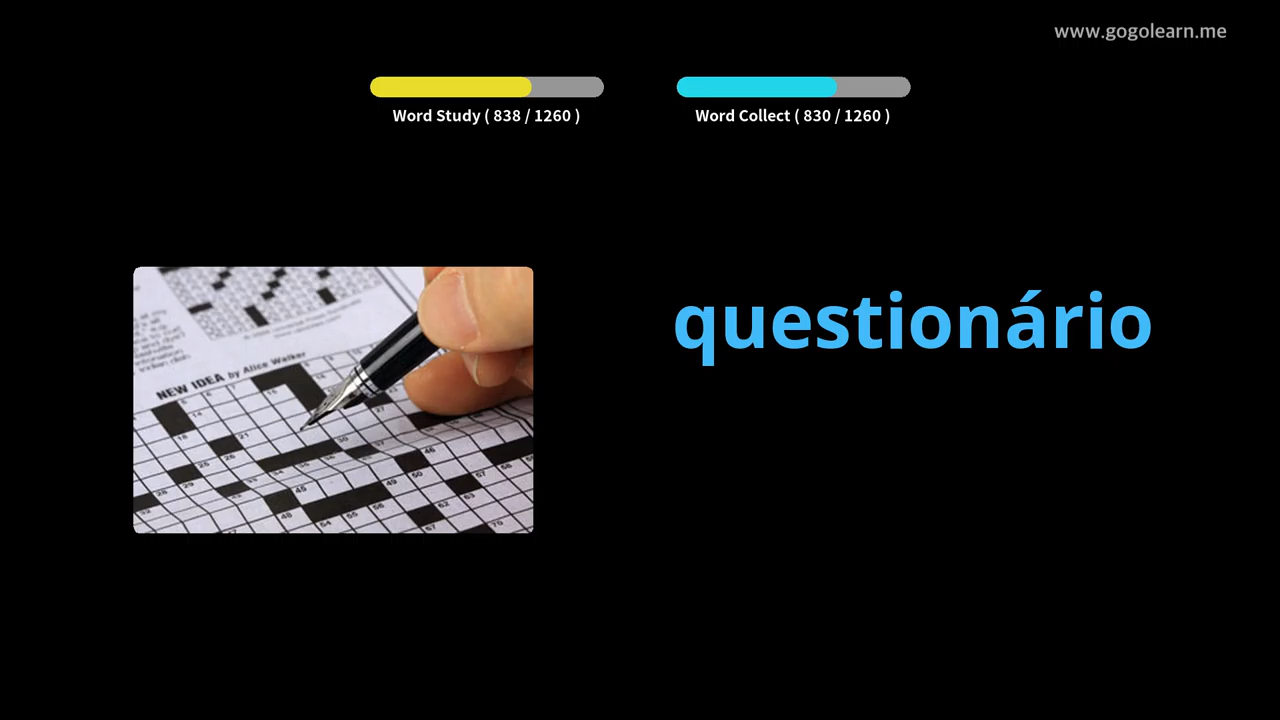 www.gogolearn.me
Word Study ( 838 / 1260 )
Word Collect ( 830 / 1260 )
questionário
NEW IDEA by Alice Walker